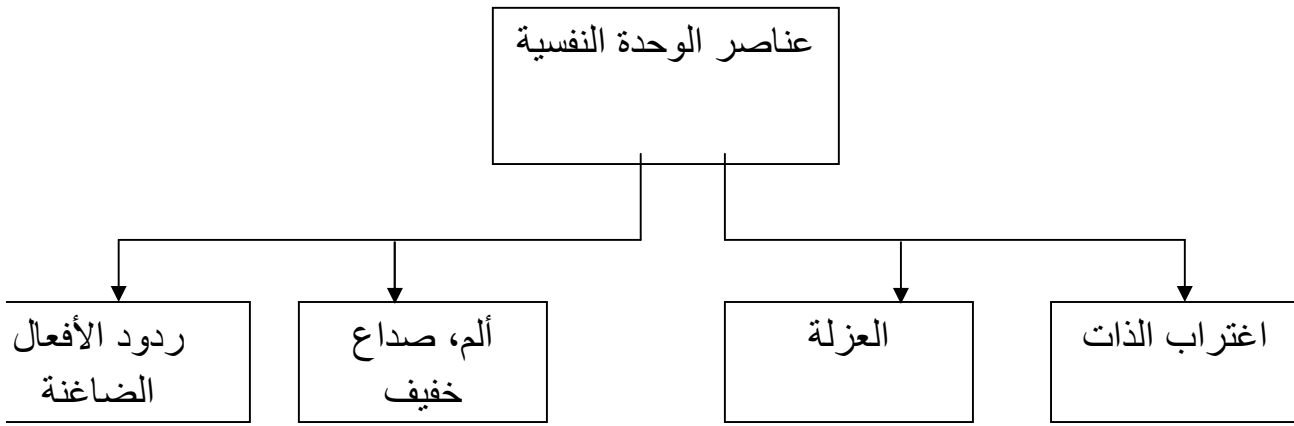 عناصر الوحدة النفسية
اغتراب الذات
العزلة
ألم، صداع
خفيف
ردود الأفعال
الضاغنة